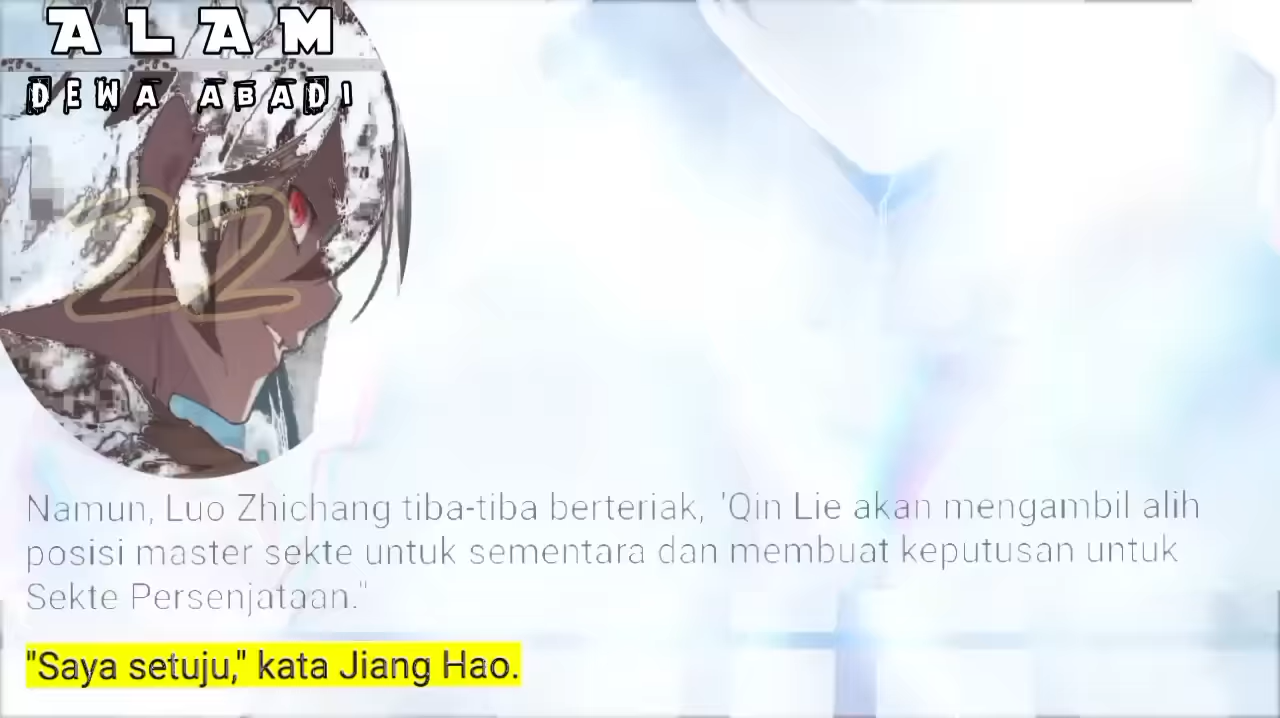 ALAM
DEWA ABADI
212
Namun, Luo Zhichang tiba-tiba berteriak, 'Qin Lie akan mengambil alih
posisi master sekte untuk sementara dan membuat keputusan untuk
Sekte Persenjataan."
"Saya setuju," kata Jiang Hao.